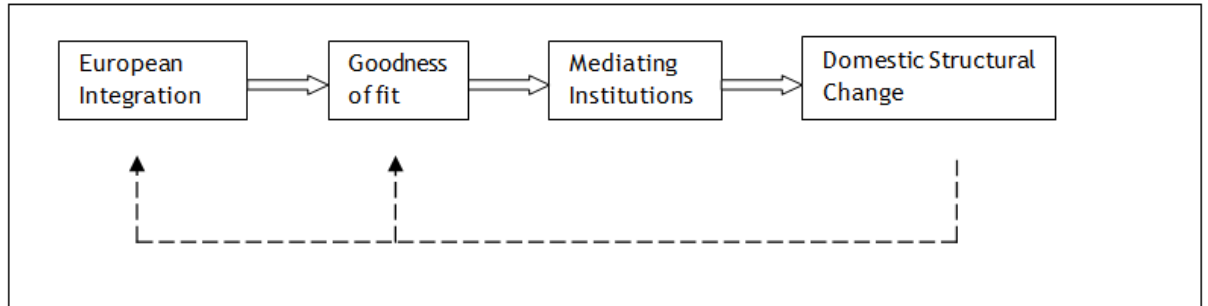 European
Integration
Goodness
of fit
Mediating
Institutions
Domestic Structural
Change